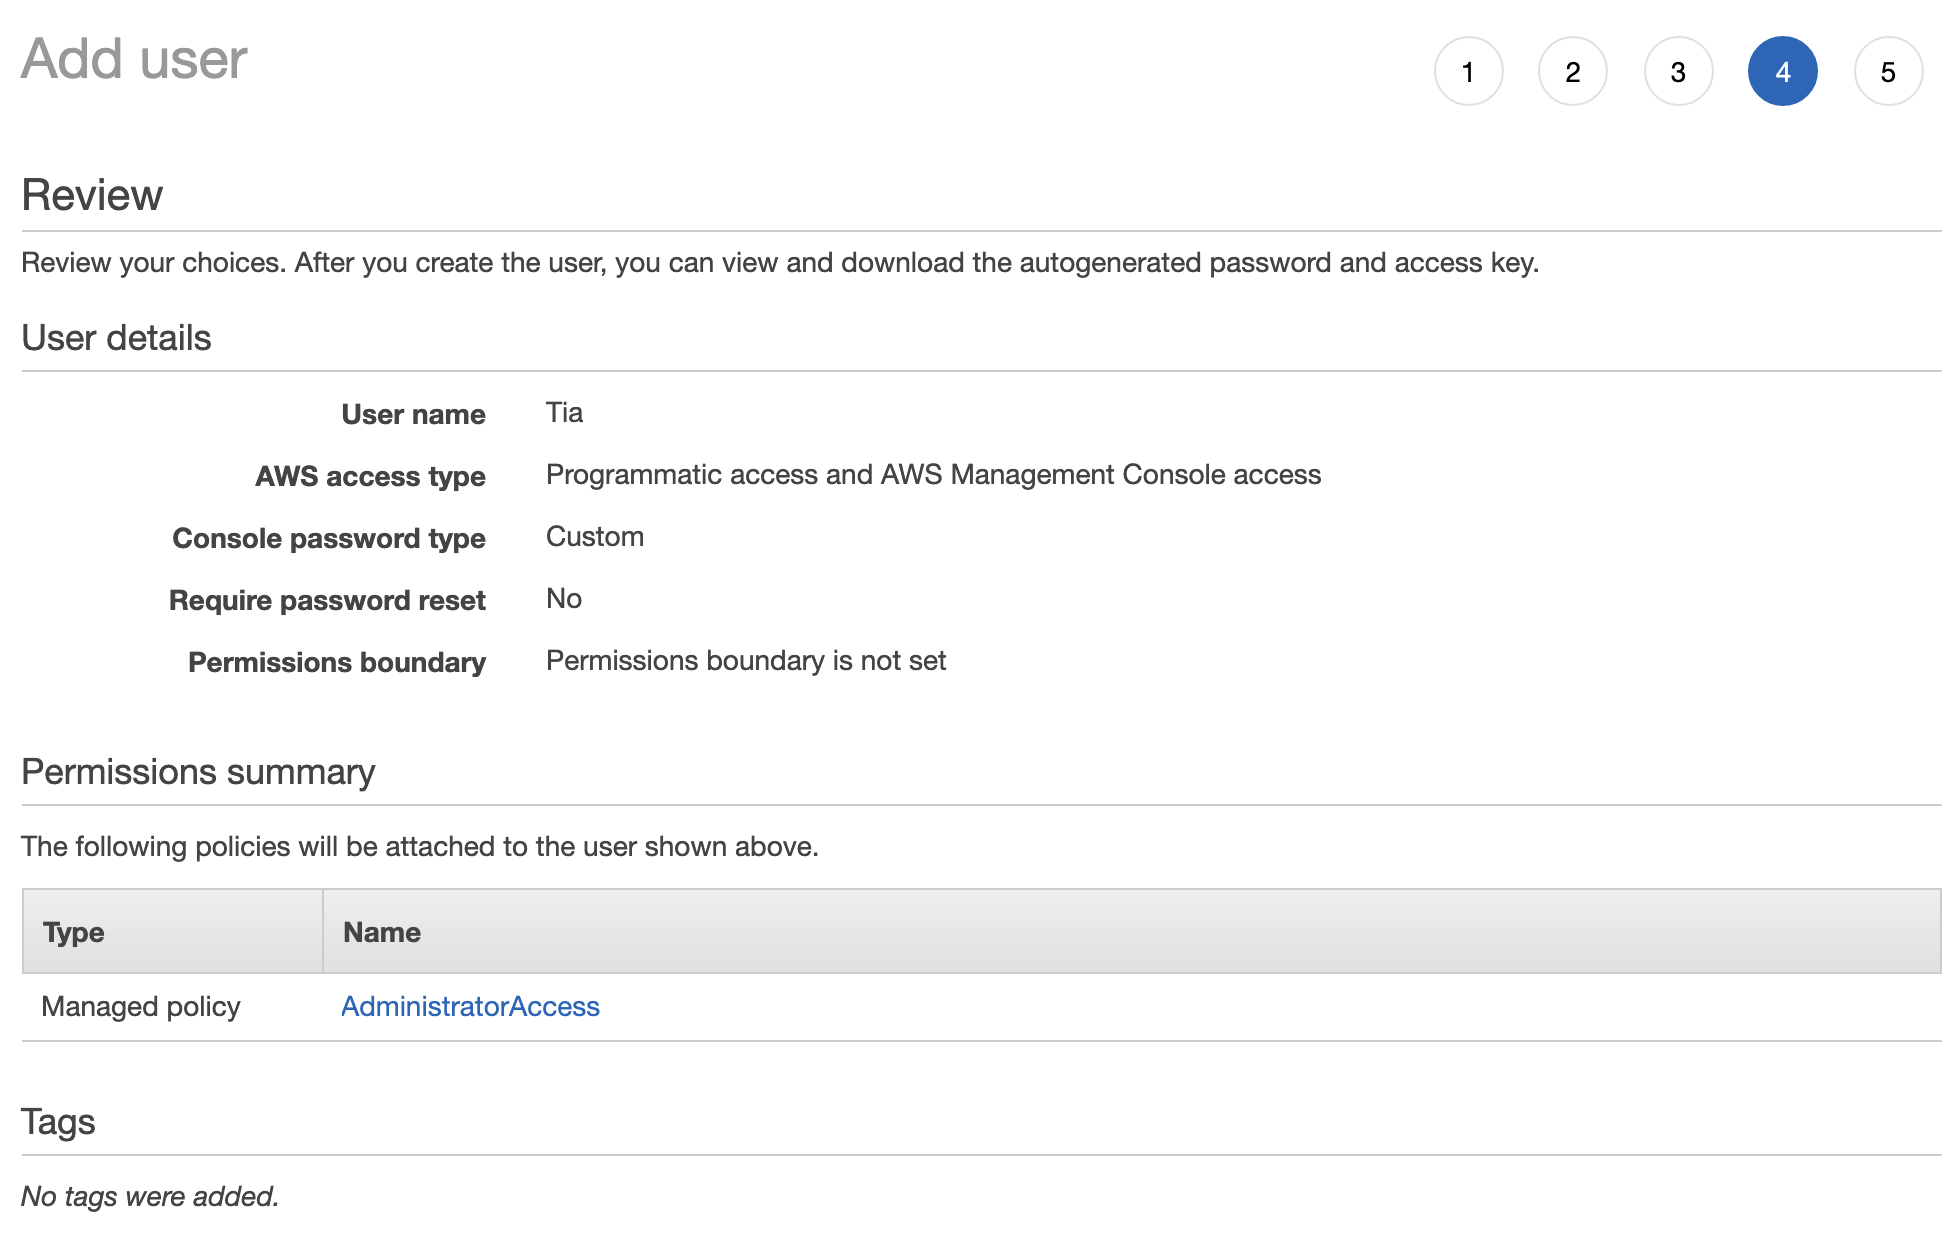 Add user
1 2 3 4 5
Review
Review your choices. After you create the user, you can view and download the autogenerated password and access key.
User details
User name Tia
AWS access type Programmatic access and AWS Management Console access
Console password type Custom
Require password reset No
Permissions boundary Permissions boundary is not set
Permissions summary
The following policies will be attached to the user shown above.
Type Name
Managed policy AdministratorAccess
Tags
No tags were added.